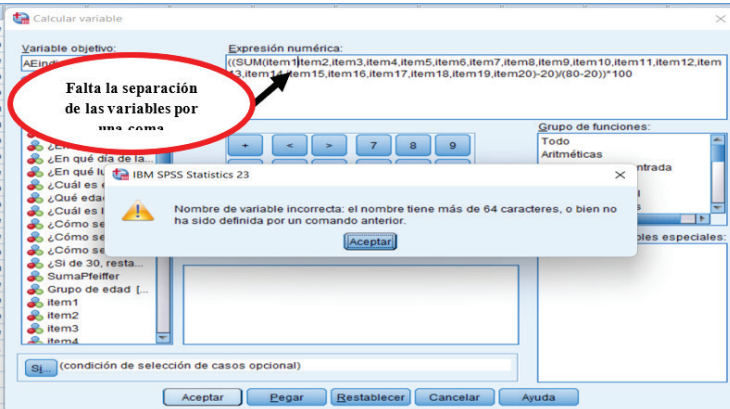 Calcular variable
Variable objetivo:
Expresión numérica:
AEindi
((SUM(item1item2,item3,item4,item5,item6,item7,item8,item9,item10,item11,item12,item
13,item14,item15,item16,item17,item18,item19,item20)-20)/(80-20))*100
Falta la separación
de las variables por
una coma
+ < > 7 8 9
Grupo de funciones:
Todo
Aritméticas
ntrada
¿En qué día de la...
¿En qué lu
¿Cuál es
¿Qué eda
¿Cuál es l
¿Cómo se
¿Cómo se
¿Cómo se
¿Si de 30, resta...
SumaPfeiffer
Grupo de edad [...
item1
item2
item3
item4
IBM SPSS Statistics 23
Nombre de variable incorrecta: el nombre tiene más de 64 caracteres, o bien no
ha sido definida por un comando anterior.
Aceptar
bles especiales:
Si... (condición de selección de casos opcional)
Aceptar Pegar Restablecer Cancelar Ayuda